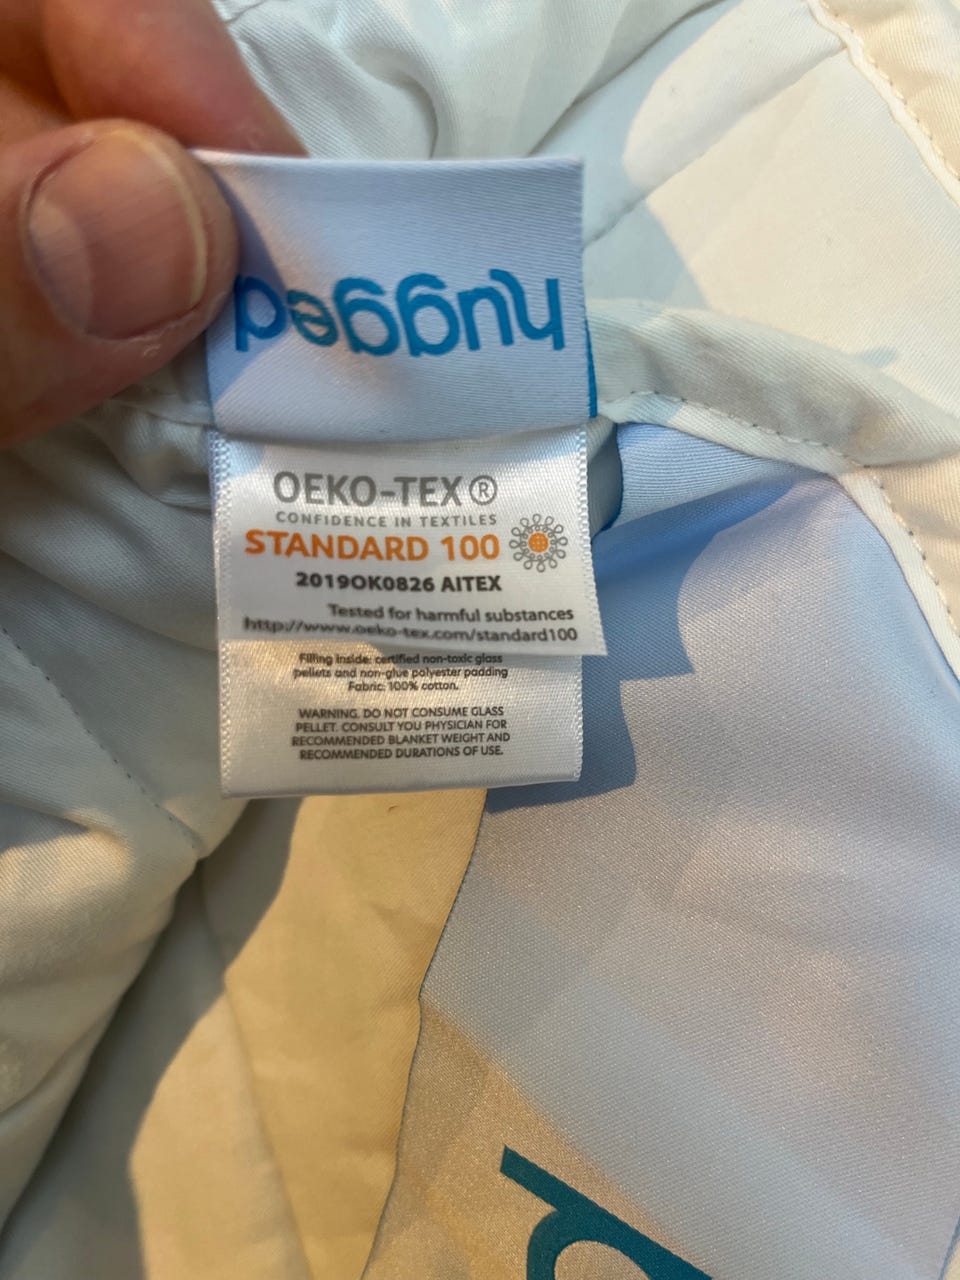 hugged
OEKO-TEX®
CONFIDENCE IN TEXTILES
STANDARD 100
2019OK0826 AITEX
Tested for harmful substances
http://www.oeko-tex.com/standard100
Filling inside: certified non-toxic glass
pellets and non-glue polyester padding
Fabric: 100% cotton.
WARNING. DO NOT CONSUME GLASS
PELLET. CONSULT YOU PHYSICIAN FOR
RECOMMENDED BLANKET WEIGHT AND
RECOMMENDED DURATIONS OF USE.